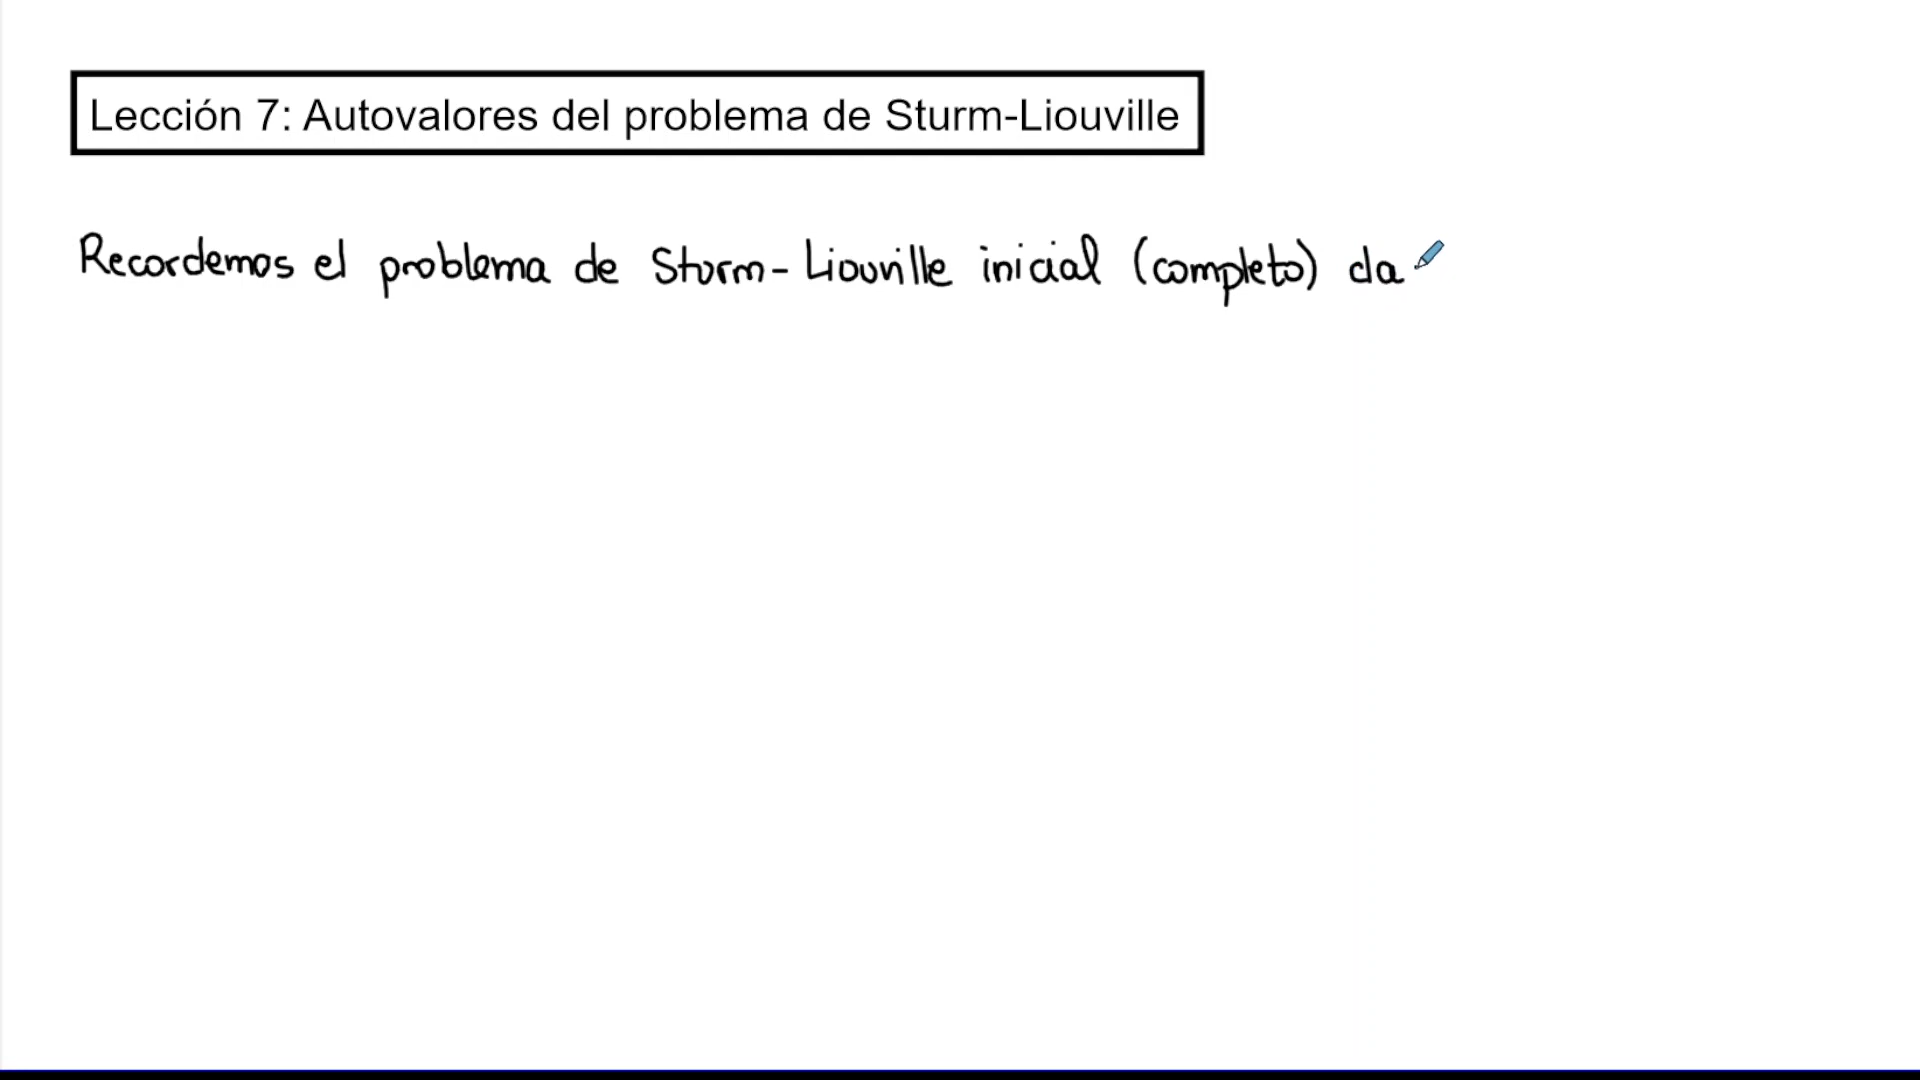 Lección 7: Autovalores del problema de Sturm-Liouville
Recordemos el problema de Sturm-Liouville inicial (completo) da